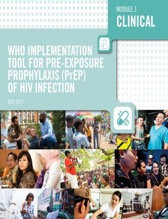 MODULE 1
CLINICAL
WHO IMPLEMENTATION
TOOL FOR PRE-EXPOSURE
PROPHYLAXIS (PrEP)
OF HIV INFECTION
JULY 2017